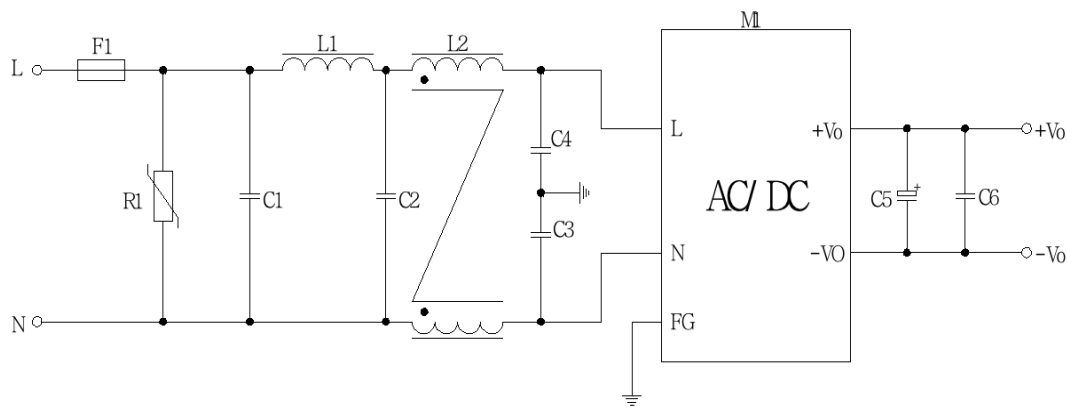 M1
F1
L1
L2
L
L
+Vo
+Vo
C4
R1
C1
C2
AC/DC
C5
+
C6
C3
N
-VO
-Vo
N
FG